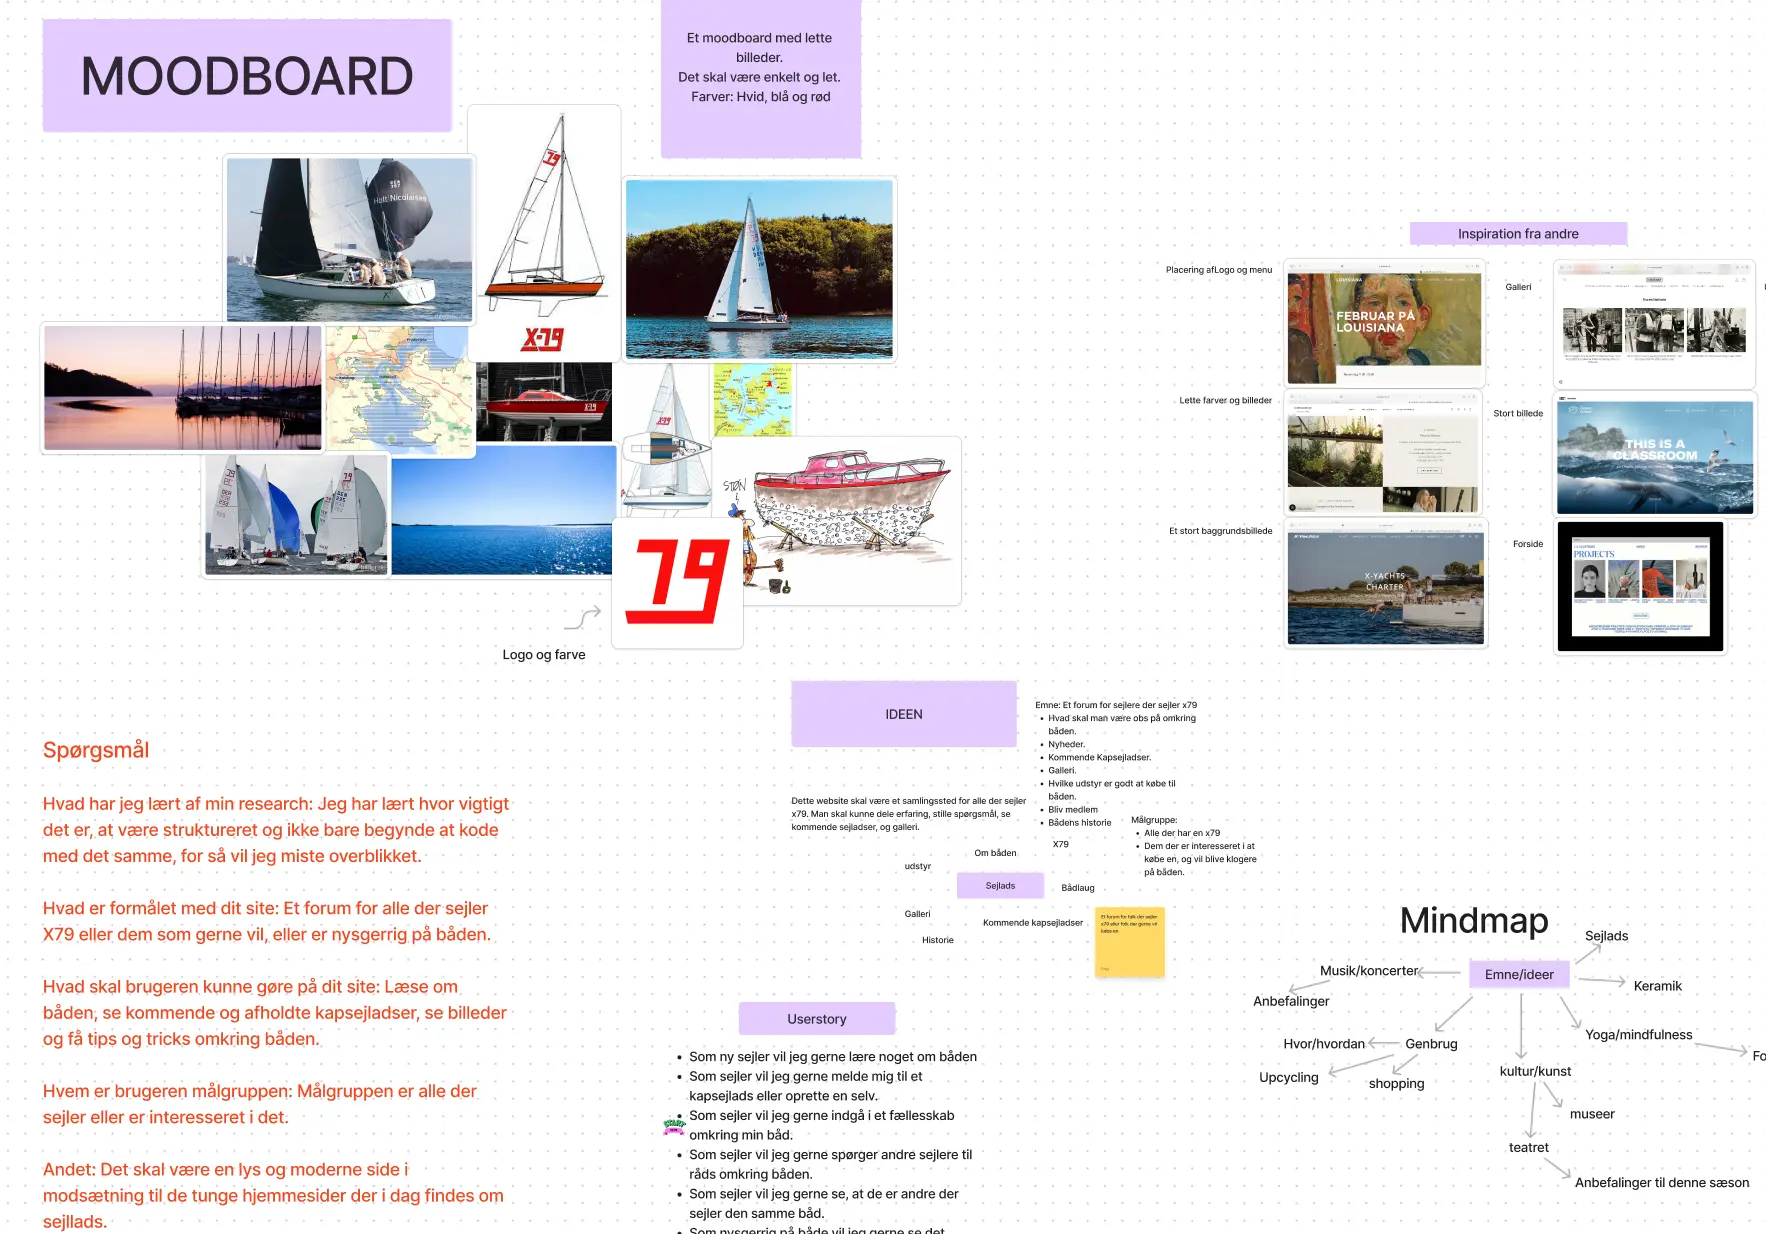 MOODBOARD
Et moodboard med lette
billeder.
Det skal være enkelt og let.
Farver: Hvid, blå og rød
Holt Nicolaisen
79
X-79
X-79
STØN
79
Logo og farve
Inspiration fra andre
Placering afLogo og menu
LOUISIANA
FEBRUAR PÅ
LOUISIANA
Galleri
Lette farver og billeder
Stort billede
THIS IS A
CLASSROOM
Et stort baggrundsbillede
X-YACHTS
CHARTER
Forside
PROJECTS
IDEEN
Emne: Et forum for sejlere der sejler x79
• Hvad skal man være obs på omkring
båden.
• Nyheder.
• Kommende Kapsejladser.
• Galleri.
• Hvilke udstyr er godt at købe til
båden.
• Bliv medlem
• Bådens historie
Dette website skal være et samlingssted for alle der sejler
x79. Man skal kunne dele erfaring, stille spørgsmål, se
kommende sejladser, og galleri.
Målgruppe:
• Alle der har en x79
• Dem der er interesseret i at
købe en, og vil blive klogere
på båden.
X79
Om båden
udstyr
Sejlads
Bådlaug
Galleri
Kommende kapsejladser
Historie
Et forum for folk der sejler
x79 eller folk der gerne vil
købe en.
Spørgsmål
Hvad har jeg lært af min research: Jeg har lært hvor vigtigt
det er, at være struktureret og ikke bare begynde at kode
med det samme, for så vil jeg miste overblikket.
Hvad er formålet med dit site: Et forum for alle der sejler
X79 eller dem som gerne vil, eller er nysgerrig på båden.
Hvad skal brugeren kunne gøre på dit site: Læse om
båden, se kommende og afholdte kapsejladser, se billeder
og få tips og tricks omkring båden.
Hvem er brugeren målgruppen: Målgruppen er alle der
sejler eller er interesseret i det.
Andet: Det skal være en lys og moderne side i
modsætning til de tunge hjemmesider der i dag findes om
sejllads.
Userstory
• Som ny sejler vil jeg gerne lære noget om båden
• Som sejler vil jeg gerne melde mig til et
kapsejlads eller oprette en selv.
• Som sejler vil jeg gerne indgå i et fællesskab
omkring min båd.
• Som sejler vil jeg gerne spørger andre sejlere til
råds omkring båden.
• Som sejler vil jeg gerne se, at de er andre der
sejler den samme båd.
• Som nysgerrig på både vil jeg gerne se det
START
Mindmap
Emne/ideer
Sejlads
Musik/koncerter
Keramik
Anbefalinger
Yoga/mindfulness
Hvor/hvordan
Genbrug
Fo
Upcycling
shopping
kultur/kunst
museer
teatret
Anbefalinger til denne sæson